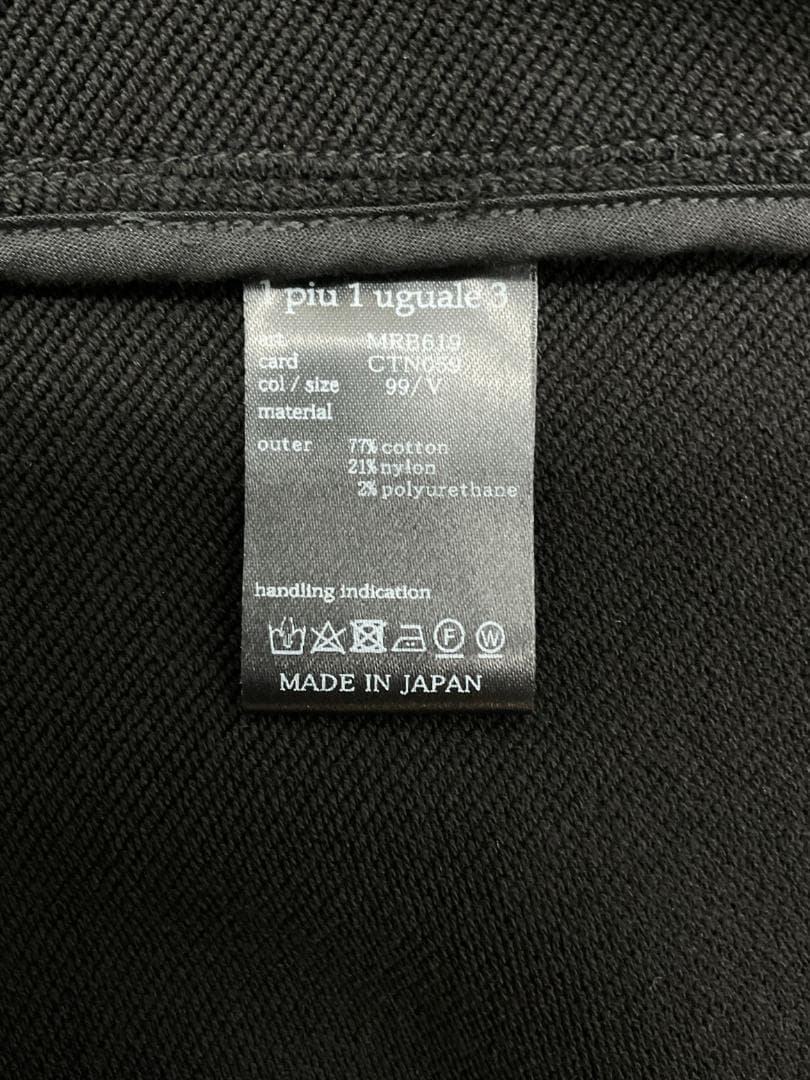 1 piu 1 uguale 3
art MRB619
card CTN059
col / size 99/V
material
outer 77% cotton
21% nylon
2% polyurethane
handling indication
F W
MADE IN JAPAN